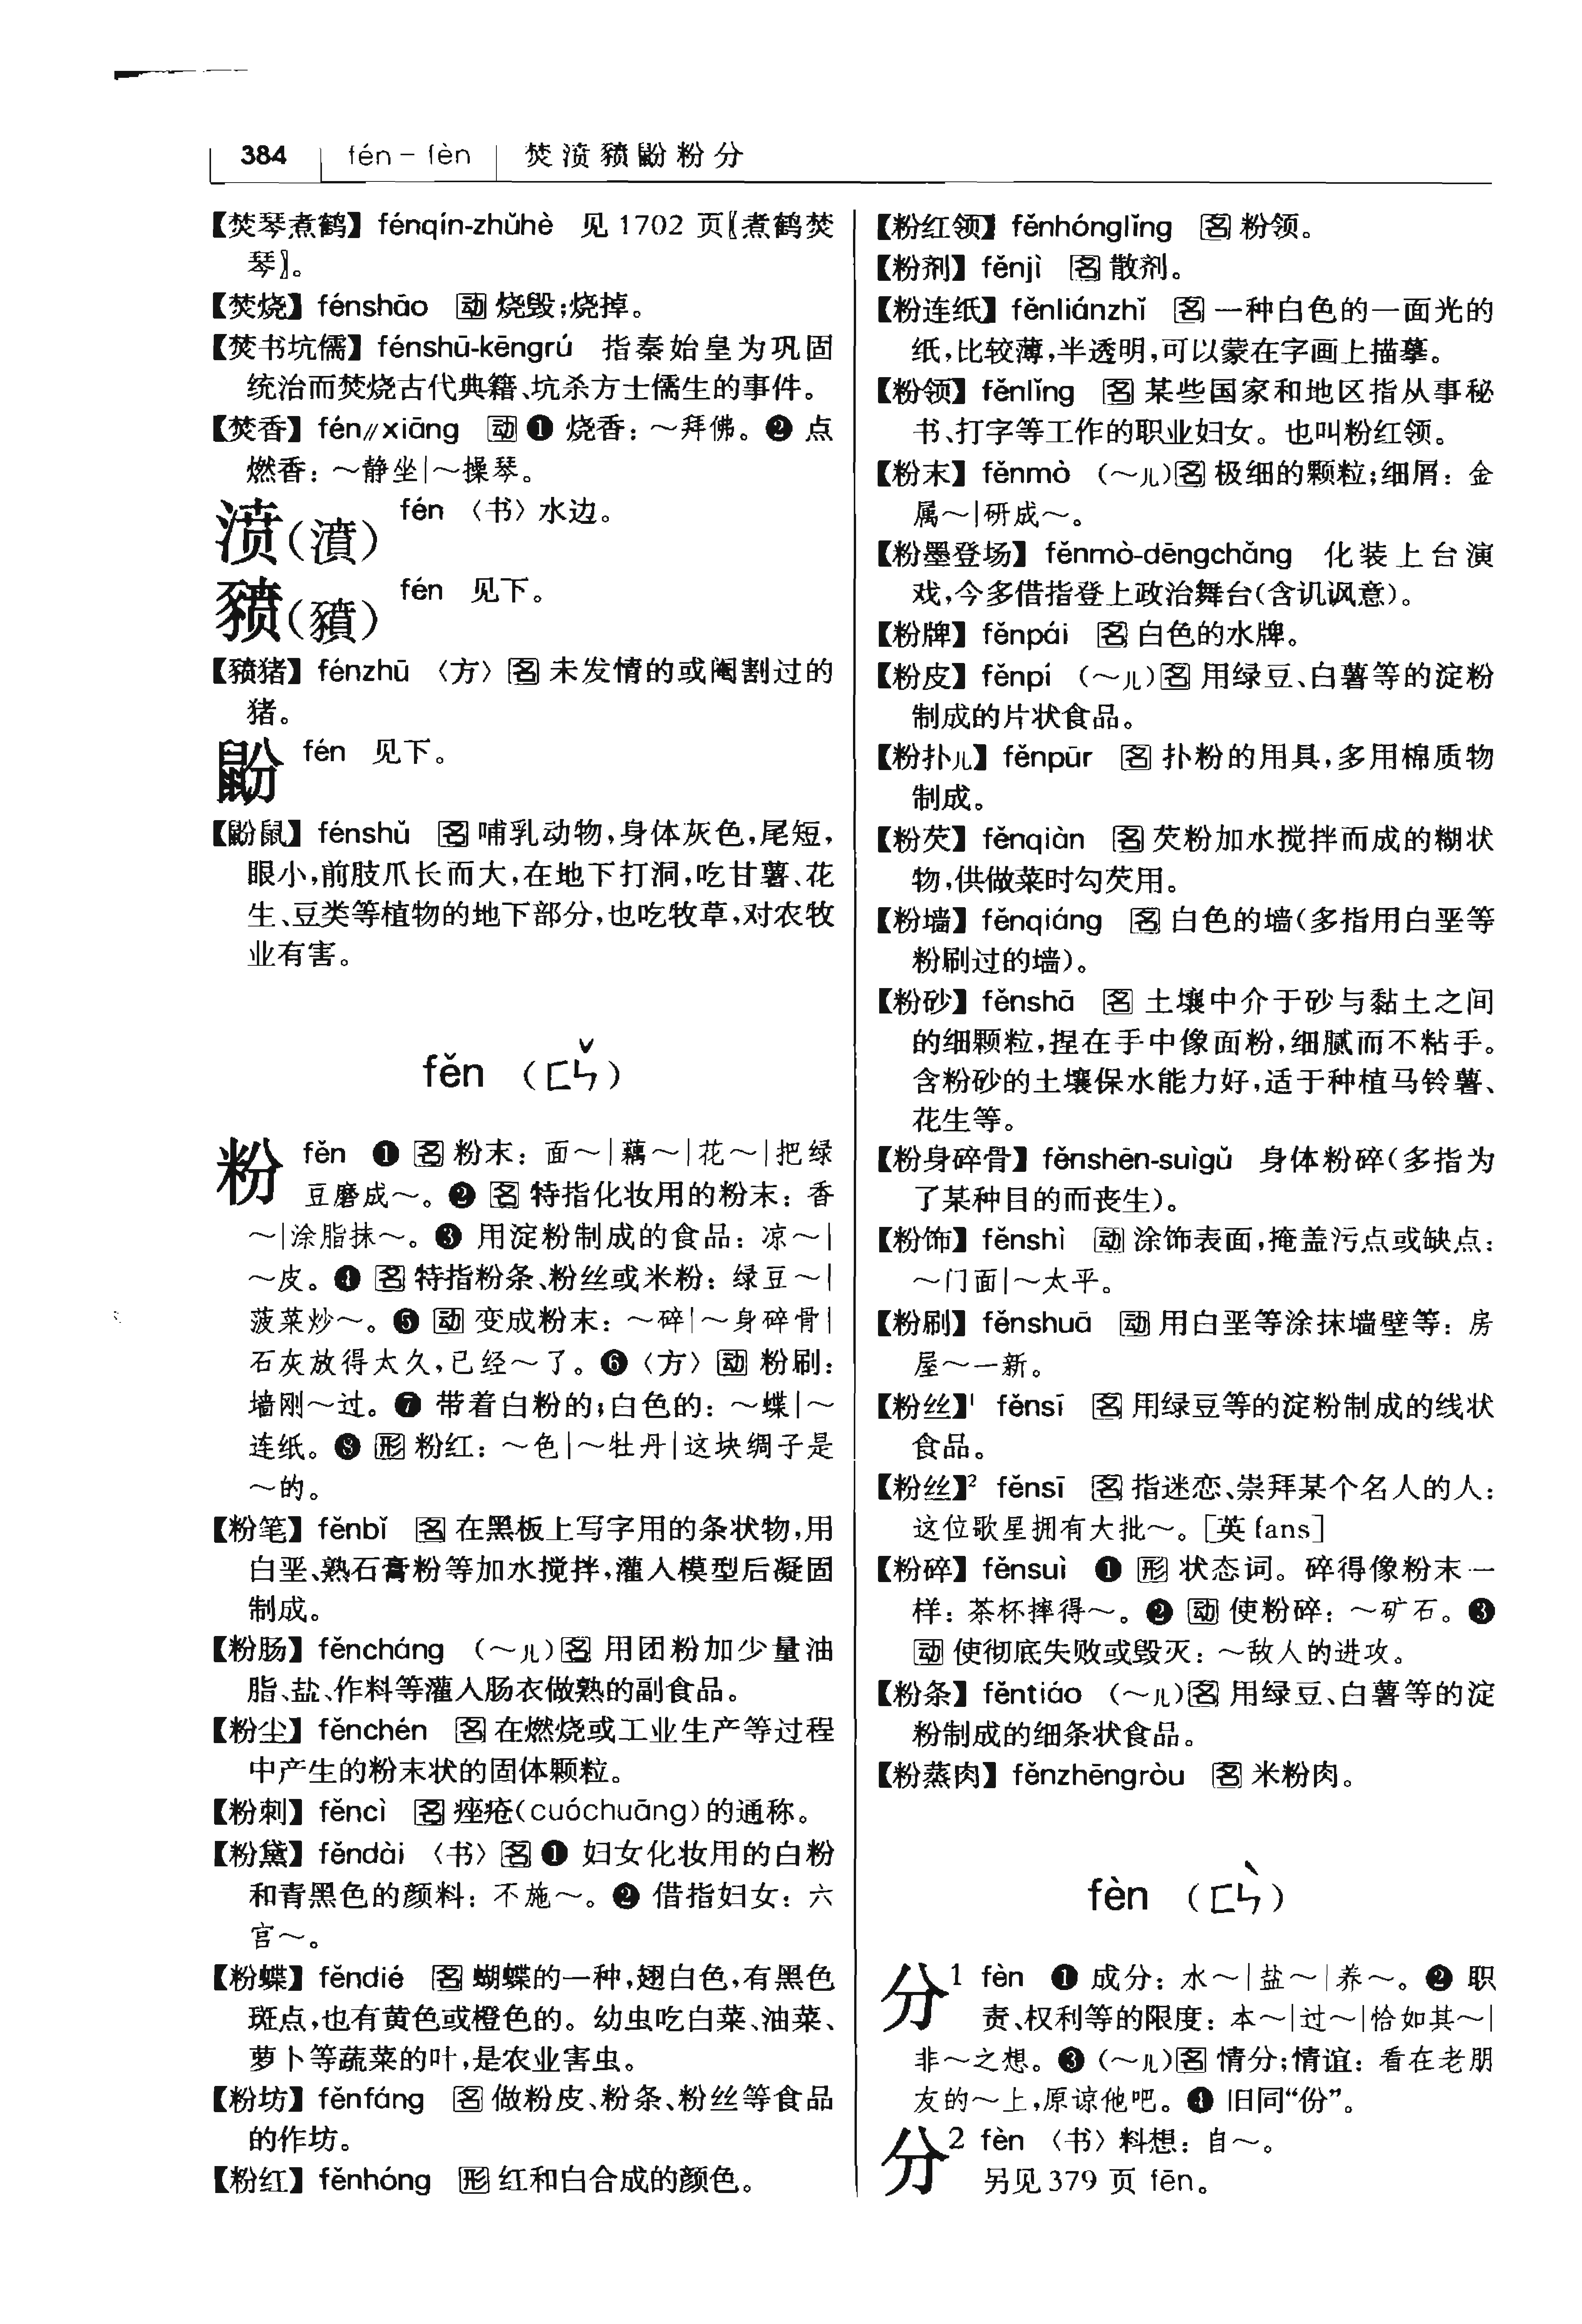 384 fén－fèn 焚濆豮鼢粉分
【焚琴煮鹤】fénqín-zhǔhè 见 1702 页〖煮鹤焚
琴〗。
【焚烧】fénshāo 动 烧毁;烧掉。
【焚书坑儒】fénshū-kēngrú 指秦始皇为巩固
统治而焚烧古代典籍、坑杀方士儒生的事件。
【焚香】fén∥xiāng 动 ❶ 烧香：～拜佛。❷ 点
燃香：～静坐|～操琴。
濆(濆) fén 〈书〉水边。
豮(豶) fén 见下。
【豮猪】fénzhū 〈方〉名 未发情的或阉割过的
猪。
鼢 fén 见下。
【鼢鼠】fénshǔ 名 哺乳动物,身体灰色,尾短,
眼小,前肢爪长而大,在地下打洞,吃甘薯、花
生、豆类等植物的地下部分,也吃牧草,对农牧
业有害。
fěn （ㄈㄣˇ）
粉 fěn ❶ 名 粉末：面～|藕～|花～|把绿
豆磨成～。❷ 名 特指化妆用的粉末：香
～|涂脂抹～。❸ 用淀粉制成的食品：凉～|
～皮。❹ 名 特指粉条、粉丝或米粉：绿豆～|
菠菜炒～。❺ 动 变成粉末：～碎|～身碎骨|
石灰放得太久,已经～了。❻〈方〉动 粉刷：
墙刚～过。❼ 带着白粉的;白色的：～蝶|～
连纸。❽ 形 粉红：～色|～牡丹|这块绸子是
～的。
【粉笔】fěnbǐ 名 在黑板上写字用的条状物,用
白垩、熟石膏粉等加水搅拌,灌入模型后凝固
制成。
【粉肠】fěncháng （～儿）名 用团粉加少量油
脂、盐、作料等灌入肠衣做熟的副食品。
【粉尘】fěnchén 名 在燃烧或工业生产等过程
中产生的粉末状的固体颗粒。
【粉刺】fěncì 名 痤疮(cuóchuāng)的通称。
【粉黛】fěndài 〈书〉名 ❶ 妇女化妆用的白粉
和青黑色的颜料：不施～。❷ 借指妇女：六
宫～。
【粉蝶】fěndié 名 蝴蝶的一种,翅白色,有黑色
斑点,也有黄色或橙色的。幼虫吃白菜、油菜、
萝卜等蔬菜的叶,是农业害虫。
【粉坊】fěnfáng 名 做粉皮、粉条、粉丝等食品
的作坊。
【粉红】fěnhóng 形 红和白合成的颜色。
【粉红领】fěnhónglǐng 名 粉领。
【粉剂】fěnjì 名 散剂。
【粉连纸】fěnliánzhǐ 名 一种白色的一面光的
纸,比较薄,半透明,可以蒙在字画上描摹。
【粉领】fěnlǐng 名 某些国家和地区指从事秘
书、打字等工作的职业妇女。也叫粉红领。
【粉末】fěnmò （～儿）名 极细的颗粒;细屑：金
属～|研成～。
【粉墨登场】fěnmò-dēngchǎng 化装上台演
戏,今多借指登上政治舞台(含讥讽意)。
【粉牌】fěnpái 名 白色的水牌。
【粉皮】fěnpí （～儿）名 用绿豆、白薯等的淀粉
制成的片状食品。
【粉扑儿】fěnpūr 名 扑粉的用具,多用棉质物
制成。
【粉芡】fěnqiàn 名 芡粉加水搅拌而成的糊状
物,供做菜时勾芡用。
【粉墙】fěnqiáng 名 白色的墙(多指用白垩等
粉刷过的墙)。
【粉砂】fěnshā 名 土壤中介于砂与黏土之间
的细颗粒,捏在手中像面粉,细腻而不粘手。
含粉砂的土壤保水能力好,适于种植马铃薯、
花生等。
【粉身碎骨】fěnshēn-suìgǔ 身体粉碎(多指为
了某种目的而丧生)。
【粉饰】fěnshì 动 涂饰表面,掩盖污点或缺点：
～门面|～太平。
【粉刷】fěnshuā 动 用白垩等涂抹墙壁等：房
屋～一新。
【粉丝】¹ fěnsī 名 用绿豆等的淀粉制成的线状
食品。
【粉丝】² fěnsī 名 指迷恋、崇拜某个名人的人：
这位歌星拥有大批～。[英 fans]
【粉碎】fěnsuì ❶ 形 状态词。碎得像粉末一
样：茶杯摔得～。❷ 动 使粉碎：～矿石。❸
动 使彻底失败或毁灭：～敌人的进攻。
【粉条】fěntiáo （～儿）名 用绿豆、白薯等的淀
粉制成的细条状食品。
【粉蒸肉】fěnzhēngròu 名 米粉肉。
fèn （ㄈㄣˋ）
分¹ fèn ❶ 成分：水～|盐～|养～。❷ 职
责、权利等的限度：本～|过～|恰如其～|
非～之想。❸（～儿）名 情分;情谊：看在老朋
友的～上,原谅他吧。❹ 旧同“份”。
分² fèn 〈书〉料想：自～。
另见 379 页 fēn。